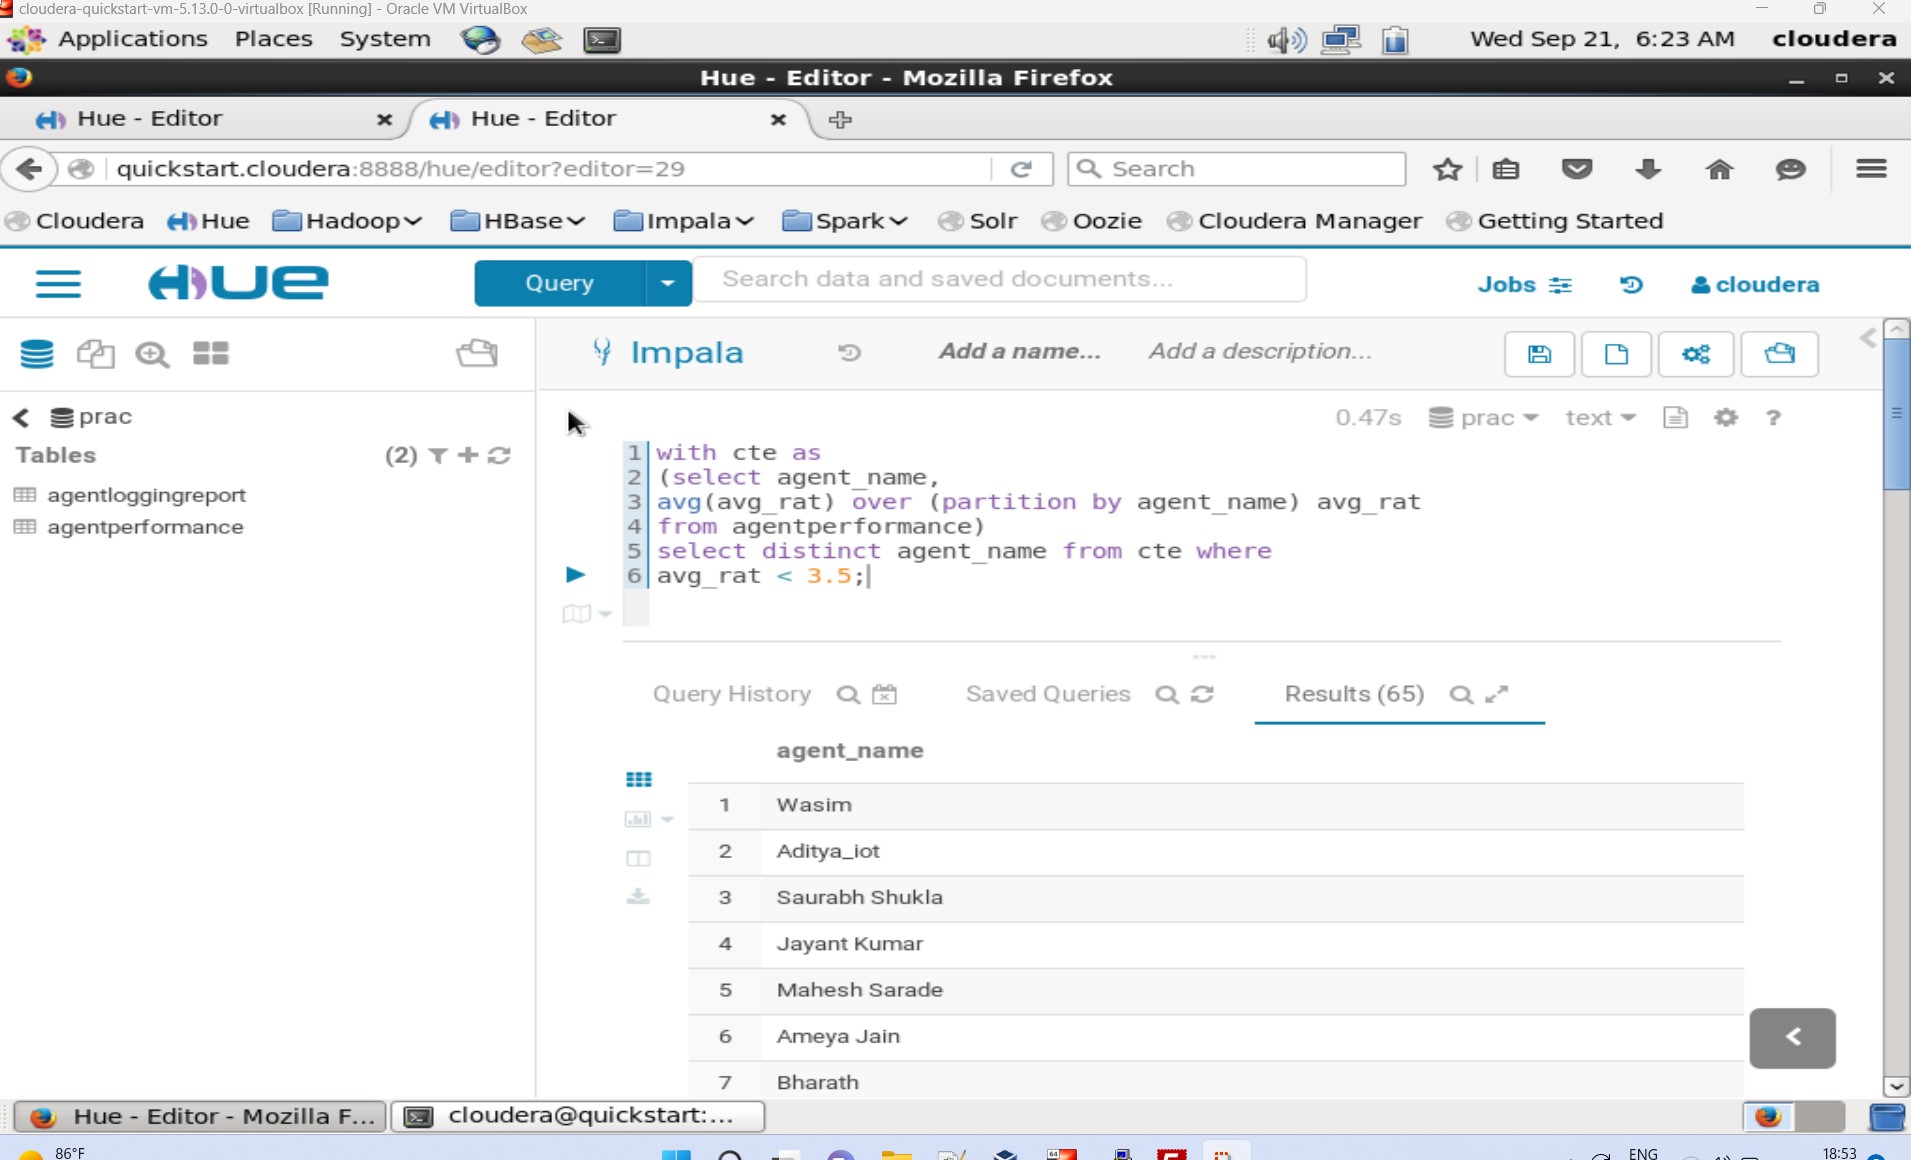 cloudera-quickstart-vm-5.13.0-0-virtualbox [Running] - Oracle VM VirtualBox
Applications Places System Wed Sep 21, 6:23 AM cloudera
Hue - Editor - Mozilla Firefox
Hue - Editor Hue - Editor
quickstart.cloudera:8888/hue/editor?editor=29 Search
Cloudera Hue Hadoop HBase Impala Spark Solr Oozie Cloudera Manager Getting Started
HUE Query Search data and saved documents... Jobs cloudera
Impala Add a name... Add a description...
prac
0.47s prac text ?
Tables (2)
agentloggingreport
agentperformance
1 with cte as
2 (select agent_name,
3 avg(avg_rat) over (partition by agent_name) avg_rat
4 from agentperformance)
5 select distinct agent_name from cte where
6 avg_rat < 3.5;
Query History Saved Queries Results (65)
agent_name
1 Wasim
2 Aditya_iot
3 Saurabh Shukla
4 Jayant Kumar
5 Mahesh Sarade
6 Ameya Jain
7 Bharath
Hue - Editor - Mozilla F... cloudera@quickstart:...
86°F 64 ENG 18:53